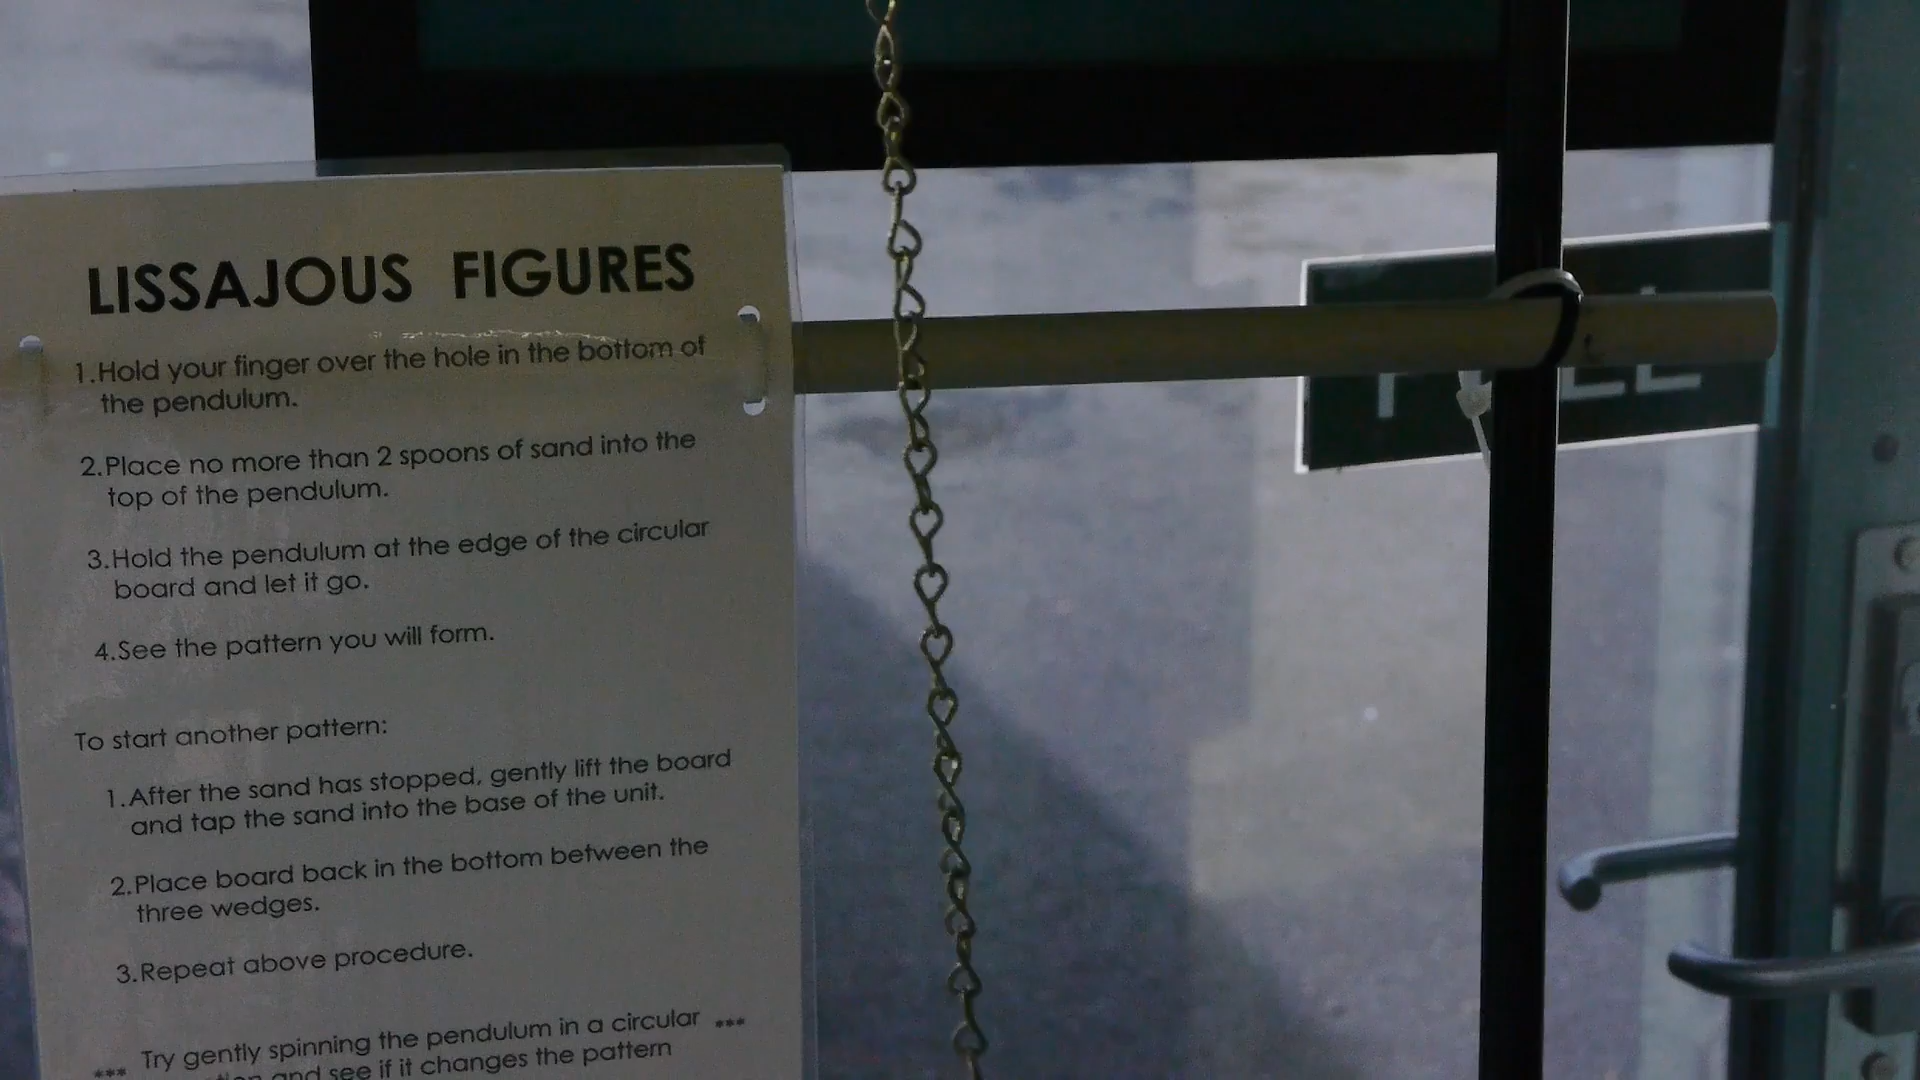 LISSAJOUS FIGURES
1.Hold your finger over the hole in the bottom of
the pendulum.
2.Place no more than 2 spoons of sand into the
top of the pendulum.
3.Hold the pendulum at the edge of the circular
board and let it go.
4.See the pattern you will form.
To start another pattern:
1.After the sand has stopped, gently lift the board
and tap the sand into the base of the unit.
2.Place board back in the bottom between the
three wedges.
3.Repeat above procedure.
*** Try gently spinning the pendulum in a circular ***
and see if it changes the pattern